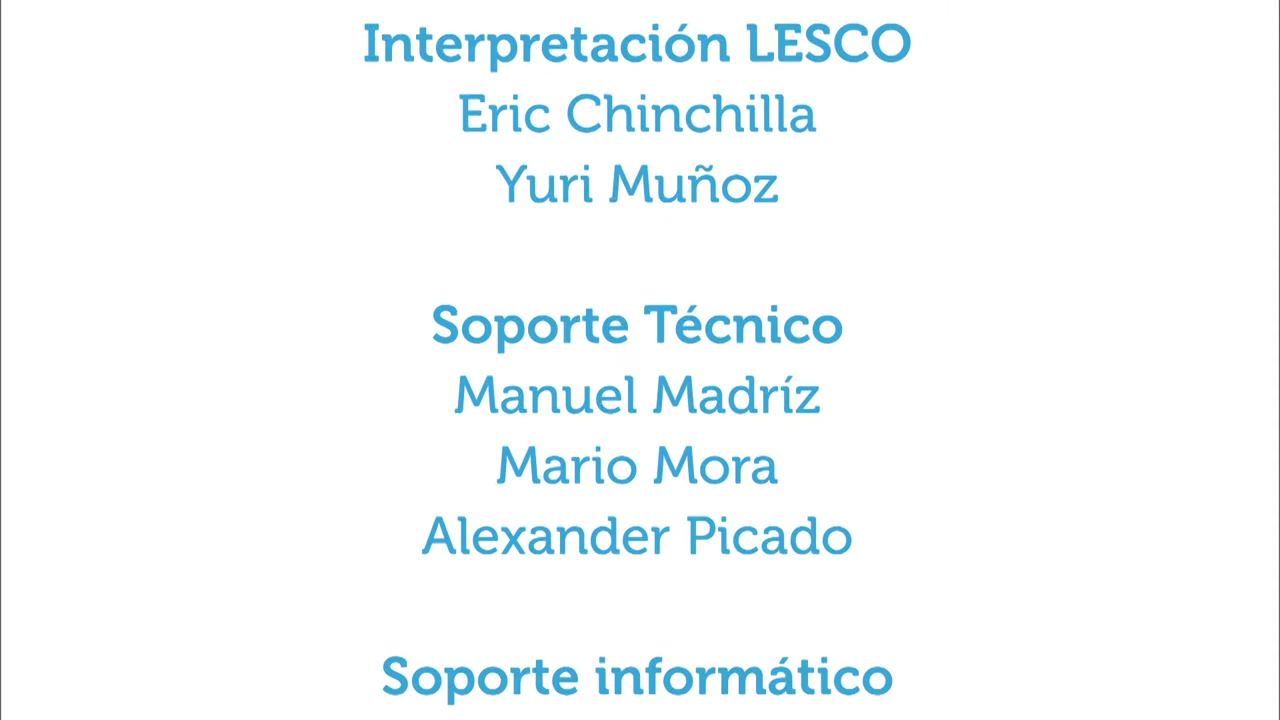 Interpretación LESCO
Eric Chinchilla
Yuri Muñoz
Soporte Técnico
Manuel Madríz
Mario Mora
Alexander Picado
Soporte informático